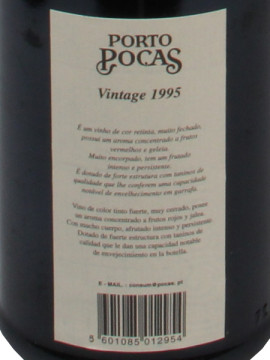 PORTO
POÇAS
Vintage 1995
É um vinho de cor retinta, muito fechado,
possui um aroma concentrado a frutos
vermelhos e geleia.
Muito encorpado, tem um frutado
intenso e persistente.
É dotado de forte estrutura com taninos de
qualidade que lhe conferem uma capacidade
notável de envelhecimento em garrafa.
Vino de color tinto fuerte, muy cerrado, posee
un aroma concentrado a frutos rojos y jalea.
Con mucho cuerpo, afrutado intenso y persistente.
Dotado de fuerte estructura con taninos de
calidad que le dan una capacidad notable
de envejecimiento en la botella.
E - MAIL. - @pocas. pt
5 601085 012954